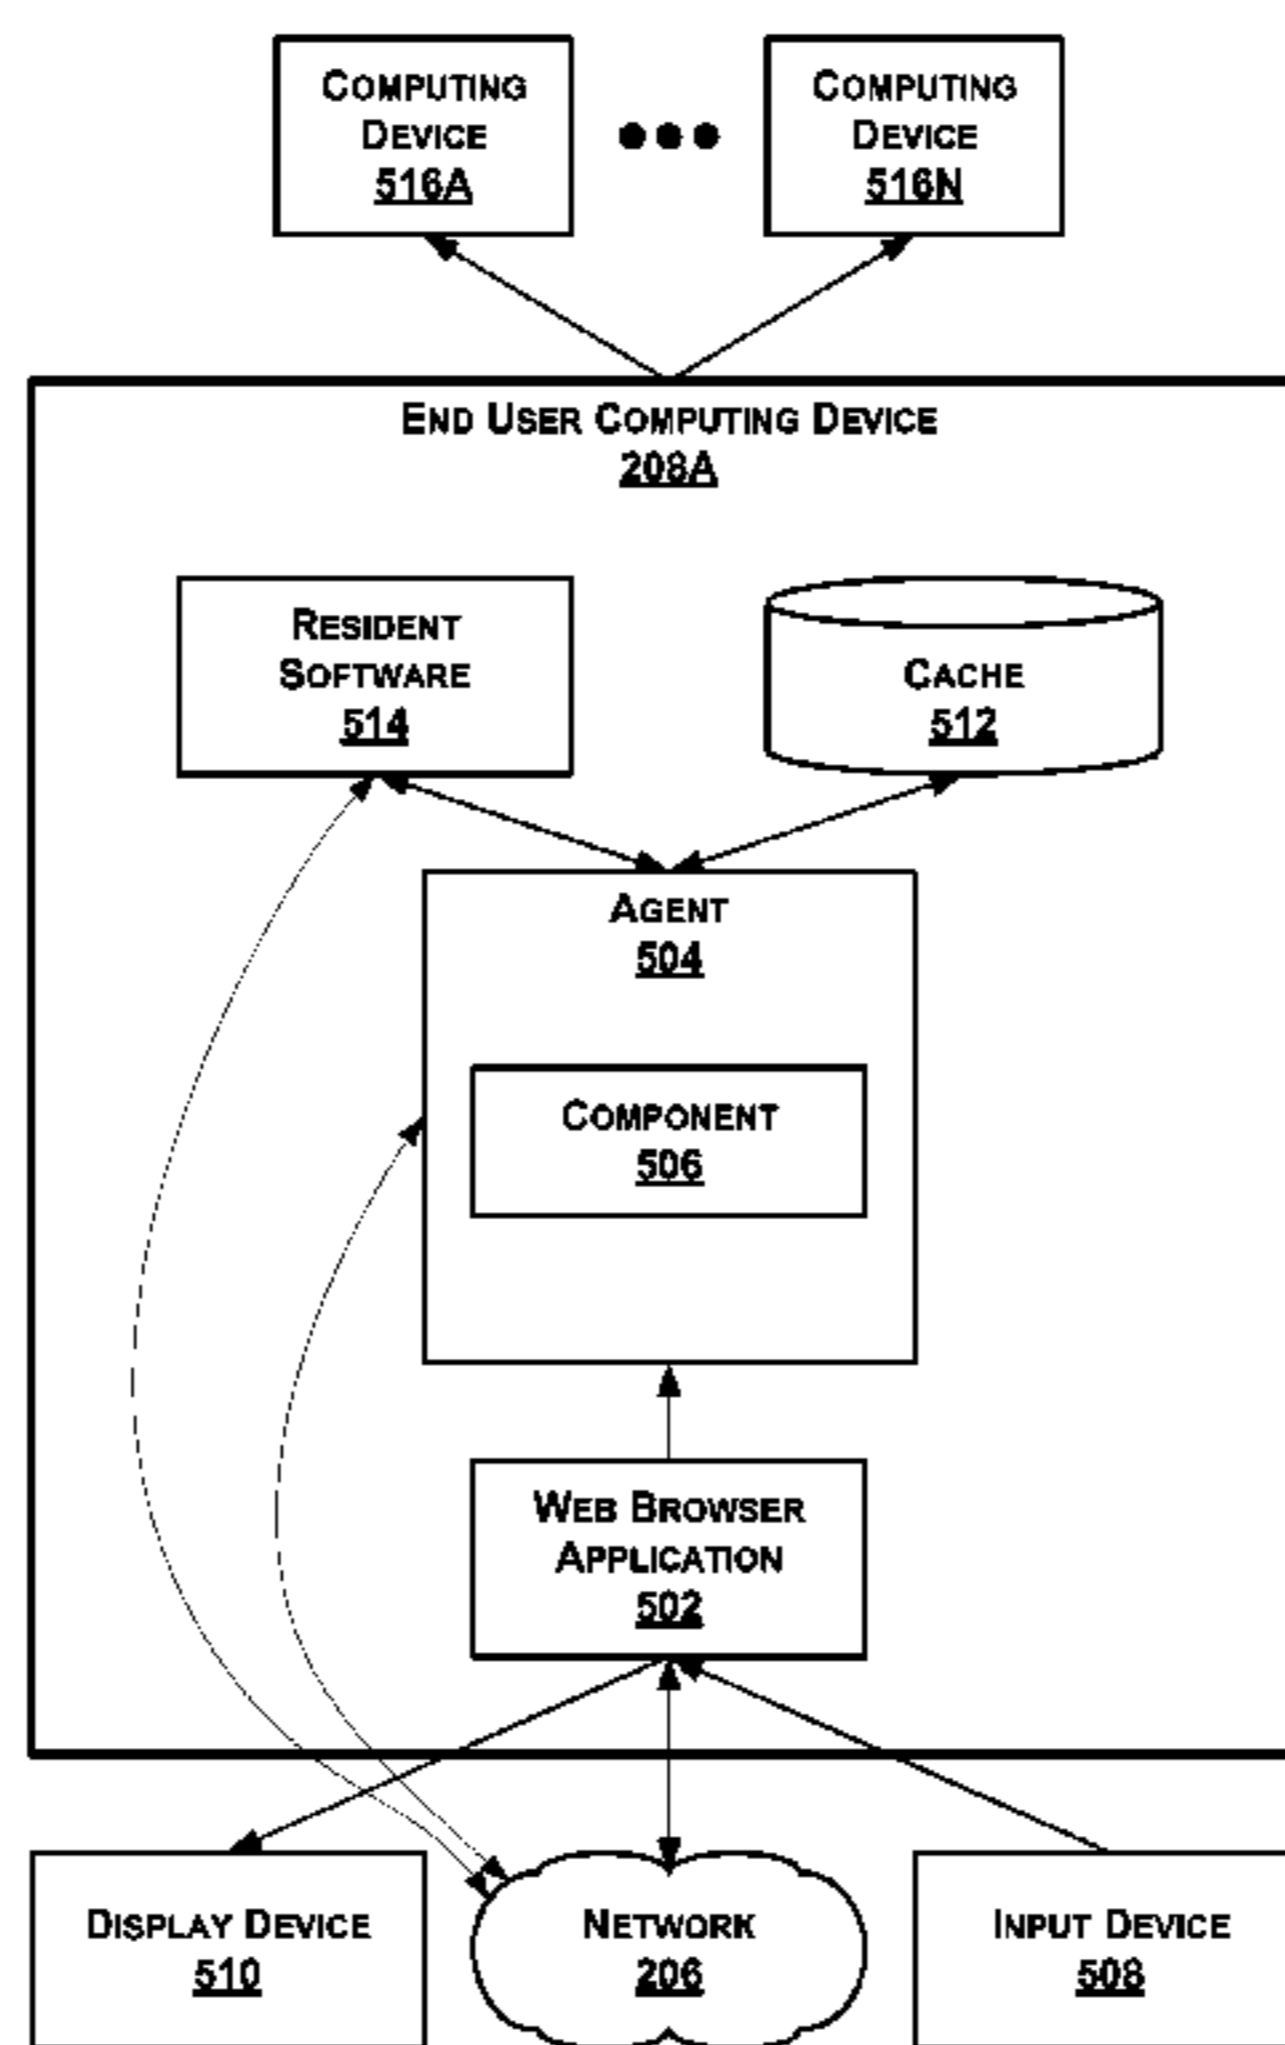 COMPUTING
DEVICE
516A
COMPUTING
DEVICE
516N
END USER COMPUTING DEVICE
208A
RESIDENT
SOFTWARE
514
CACHE
512
AGENT
504
COMPONENT
506
WEB BROWSER
APPLICATION
502
DISPLAY DEVICE
510
NETWORK
206
INPUT DEVICE
508